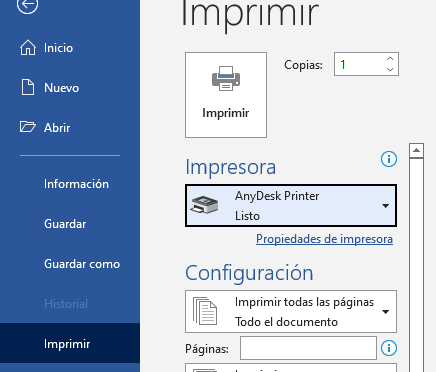 Imprimir
Inicio
Nuevo
Abrir
Información
Guardar
Guardar como
Historial
Imprimir
Imprimir
Copias: 1
Impresora
AnyDesk Printer
Listo
Propiedades de impresora
Configuración
Imprimir todas las páginas
Todo el documento
Páginas: